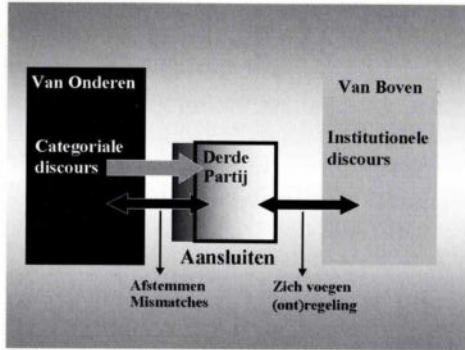 Van Onderen
Categoriale
discours
Derde
Partij
Aansluiten
Van Boven
Institutionele
discours
Afstemmen
Mismatches
Zich voegen
(ont)regeling